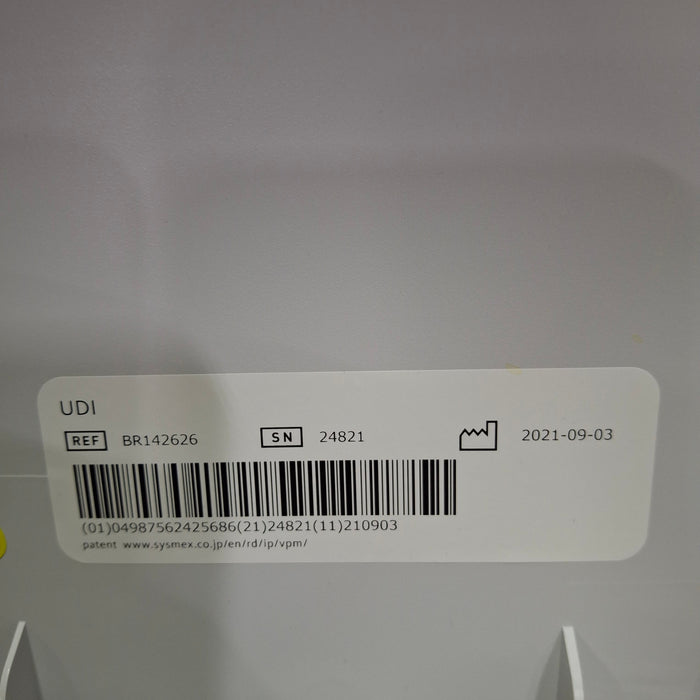 UDI
REF BR142626 SN 24821 2021-09-03
(01)04987562425686(21)24821(11)210903
patent www.sysmex.co.jp/en/rd/ip/vpm/